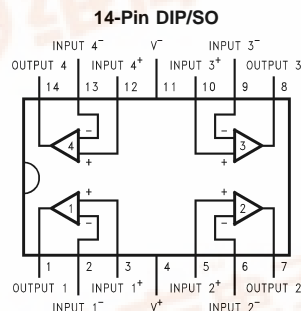 14-Pin DIP/SO
INPUT 4⁻ V⁻ INPUT 3⁻
OUTPUT 4 INPUT 4⁺ INPUT 3⁺ OUTPUT 3
14 13 12 11 10 9 8
− −
4 3
+ +
+ +
1 2
− −
1 2 3 4 5 6 7
OUTPUT 1 INPUT 1⁺ INPUT 2⁺ OUTPUT 2
INPUT 1⁻ V⁺ INPUT 2⁻